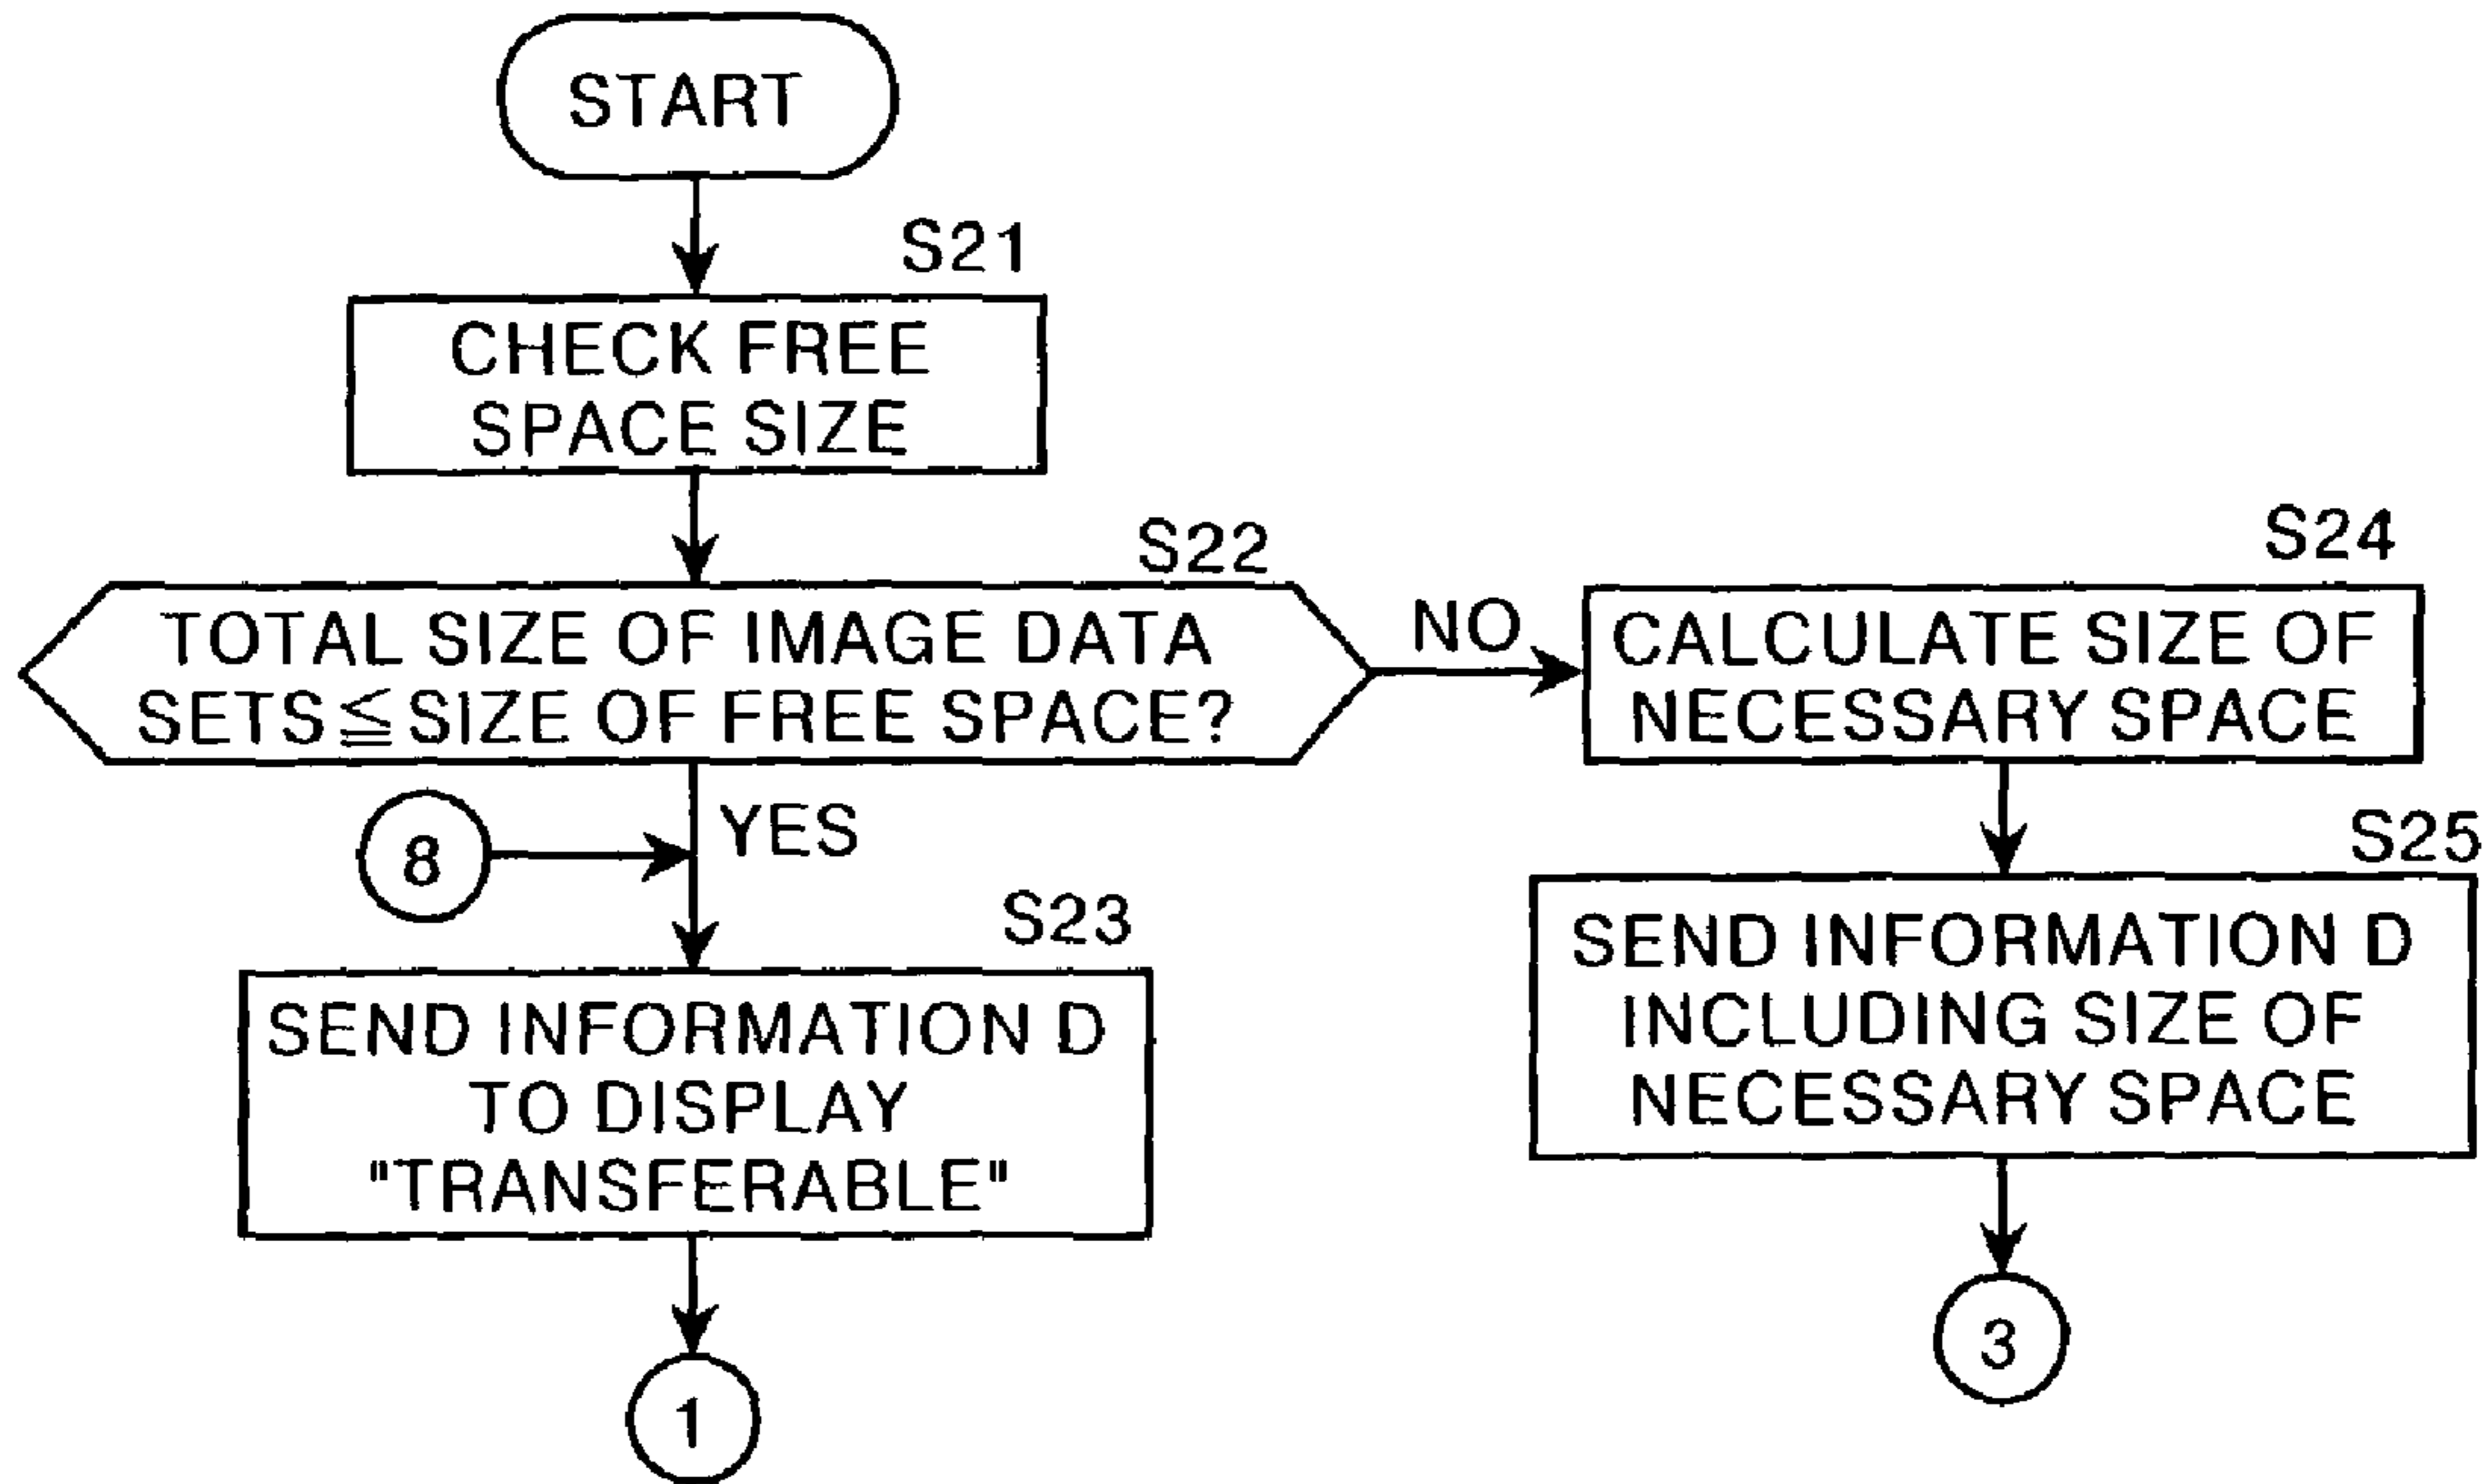 START
S21
CHECK FREE
SPACE SIZE
S22
TOTAL SIZE OF IMAGE DATA
SETS≦SIZE OF FREE SPACE?
NO
S24
CALCULATE SIZE OF
NECESSARY SPACE
8
YES
S23
SEND INFORMATION D
TO DISPLAY
"TRANSFERABLE"
1
S25
SEND INFORMATION D
INCLUDING SIZE OF
NECESSARY SPACE
3